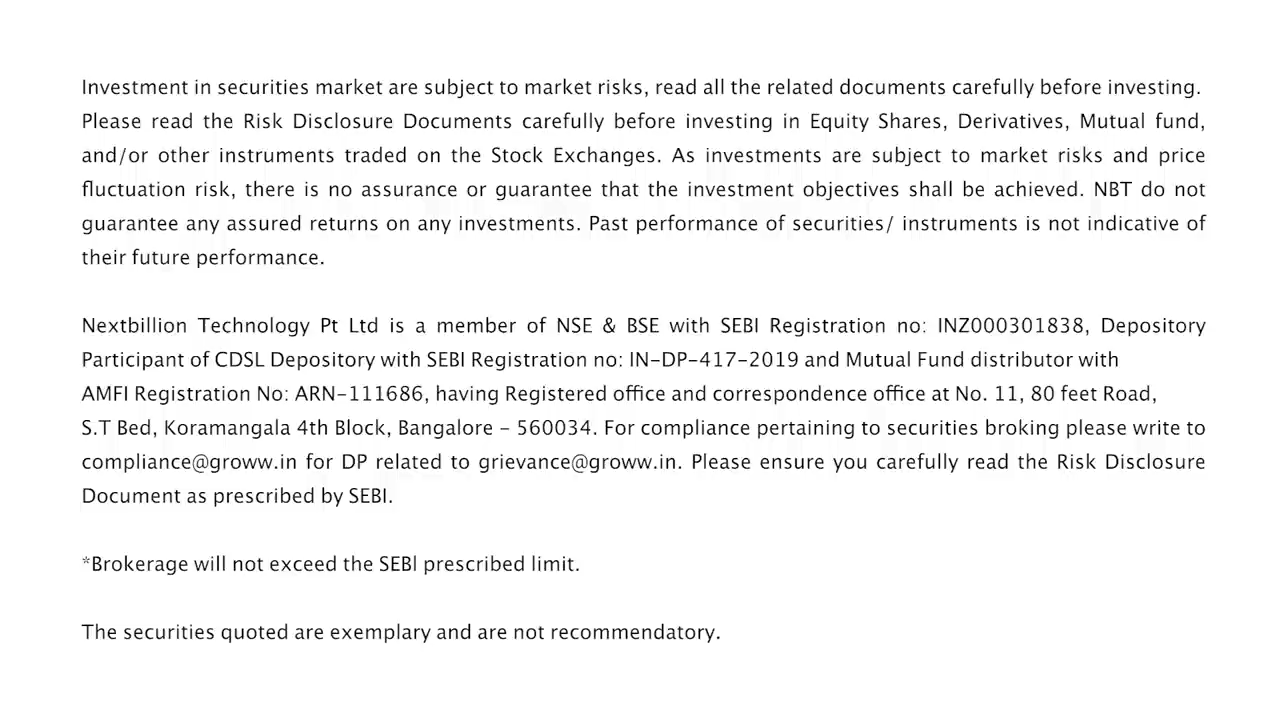 Investment in securities market are subject to market risks, read all the related documents carefully before investing.
Please read the Risk Disclosure Documents carefully before investing in Equity Shares, Derivatives, Mutual fund,
and/or other instruments traded on the Stock Exchanges. As investments are subject to market risks and price
fluctuation risk, there is no assurance or guarantee that the investment objectives shall be achieved. NBT do not
guarantee any assured returns on any investments. Past performance of securities/ instruments is not indicative of
their future performance.
Nextbillion Technology Pt Ltd is a member of NSE & BSE with SEBI Registration no: INZ000301838, Depository
Participant of CDSL Depository with SEBI Registration no: IN-DP-417-2019 and Mutual Fund distributor with
AMFI Registration No: ARN-111686, having Registered office and correspondence office at No. 11, 80 feet Road,
S.T Bed, Koramangala 4th Block, Bangalore - 560034. For compliance pertaining to securities broking please write to
compliance@groww.in for DP related to grievance@groww.in. Please ensure you carefully read the Risk Disclosure
Document as prescribed by SEBI.
*Brokerage will not exceed the SEBI prescribed limit.
The securities quoted are exemplary and are not recommendatory.